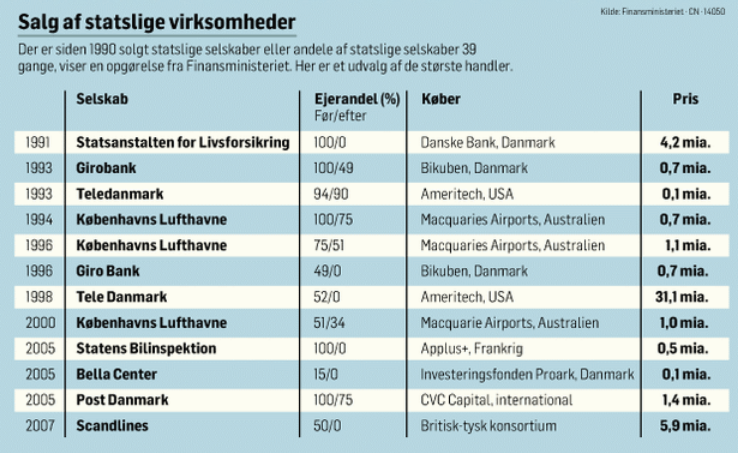 Kilde: Finansministeriet · CN · 14050
Salg af statslige virksomheder
Der er siden 1990 solgt statslige selskaber eller andele af statslige selskaber 39
gange, viser en opgørelse fra Finansministeriet. Her er et udvalg af de største handler.
Selskab Ejerandel (%) Køber Pris
Før/efter
1991 Statsanstalten for Livsforsikring 100/0 Danske Bank, Danmark 4,2 mia.
1993 Girobank 100/49 Bikuben, Danmark 0,7 mia.
1993 Teledanmark 94/90 Ameritech, USA 0,1 mia.
1994 Københavns Lufthavne 100/75 Macquaries Airports, Australien 0,7 mia.
1996 Københavns Lufthavne 75/51 Macquaries Airports, Australien 1,1 mia.
1996 Giro Bank 49/0 Bikuben, Danmark 0,7 mia.
1998 Tele Danmark 52/0 Ameritech, USA 31,1 mia.
2000 Københavns Lufthavne 51/34 Macquarie Airports, Australien 1,0 mia.
2005 Statens Bilinspektion 100/0 Applus+, Frankrig 0,5 mia.
2005 Bella Center 15/0 Investeringsfonden Proark, Danmark 0,1 mia.
2005 Post Danmark 100/75 CVC Capital, international 1,4 mia.
2007 Scandlines 50/0 Britisk-tysk konsortium 5,9 mia.